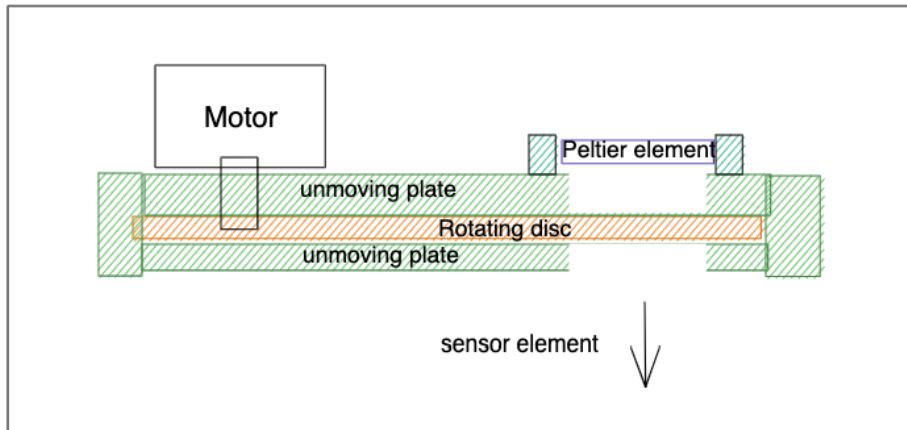 Motor
Peltier element
unmoving plate
Rotating disc
unmoving plate
sensor element